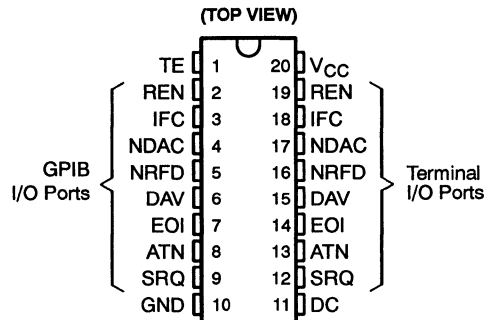 (TOP VIEW)
TE 1 20 VCC
REN 2 19 REN
IFC 3 18 IFC
NDAC 4 17 NDAC
GPIB I/O Ports NRFD 5 16 NRFD Terminal I/O Ports
DAV 6 15 DAV
EOI 7 14 EOI
ATN 8 13 ATN
SRQ 9 12 SRQ
GND 10 11 DC